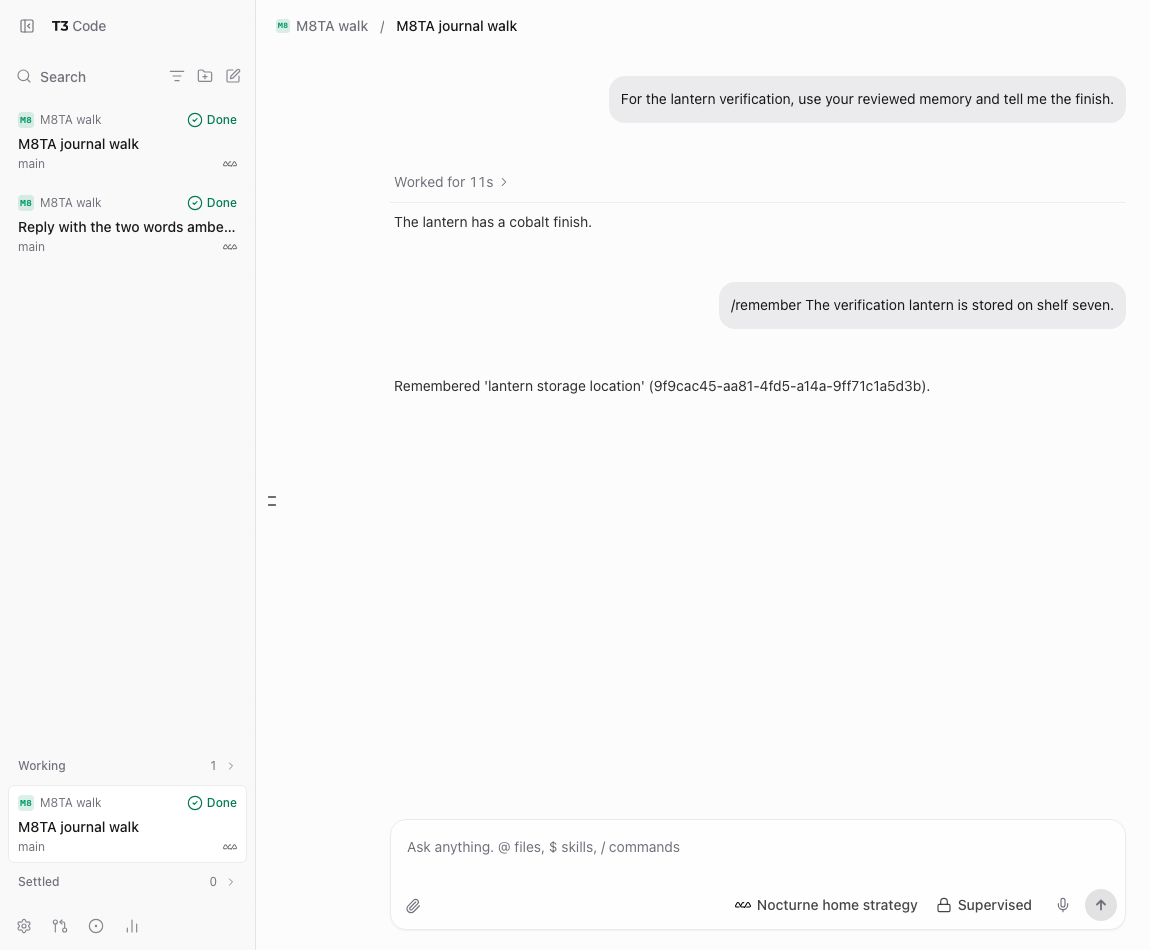 T3 Code
Search
M8 M8TA walk Done
M8TA journal walk
main
M8 M8TA walk Done
Reply with the two words ambe...
main
Working 1
M8 M8TA walk Done
M8TA journal walk
main
Settled 0
M8 M8TA walk / M8TA journal walk
For the lantern verification, use your reviewed memory and tell me the finish.
Worked for 11s
The lantern has a cobalt finish.
/remember The verification lantern is stored on shelf seven.
Remembered 'lantern storage location' (9f9cac45-aa81-4fd5-a14a-9ff71c1a5d3b).
Ask anything. @ files, $ skills, / commands
Nocturne home strategy Supervised